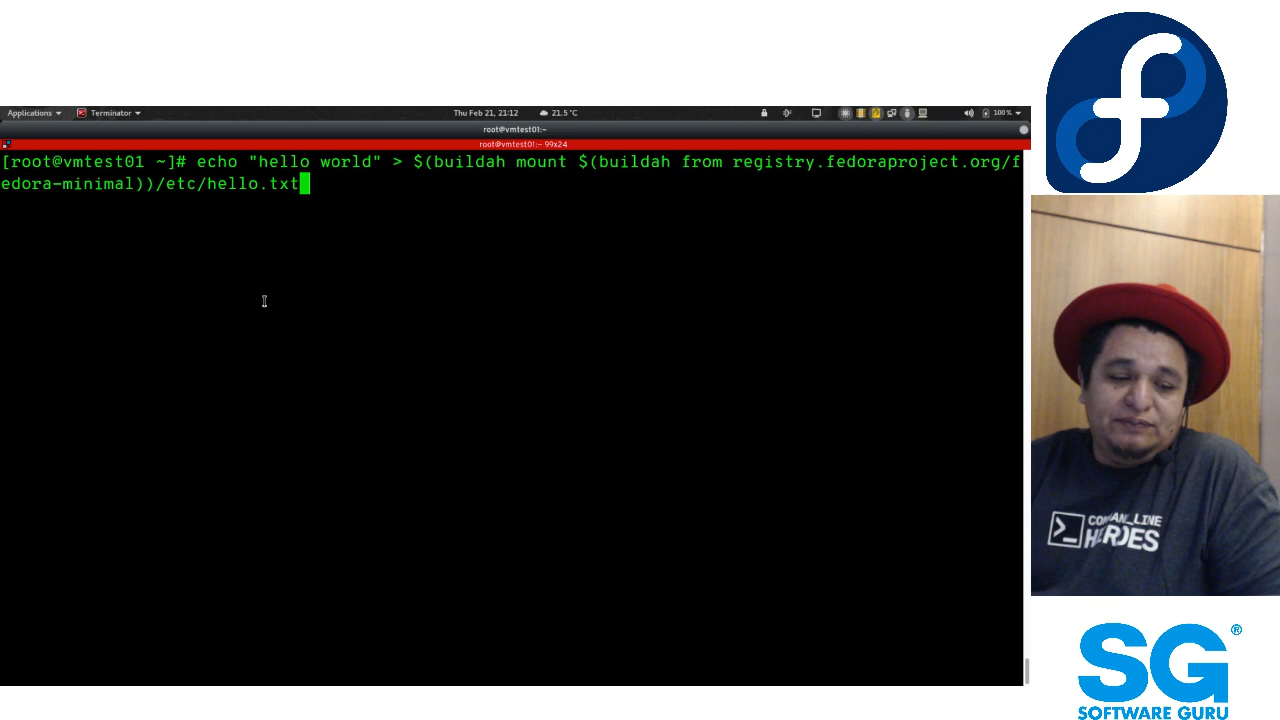 Applications
Terminator
Thu Feb 21, 21:12
21.5 °C
100 %
root@vmtest01:~
root@vmtest01:~ 99x24
[root@vmtest01 ~]# echo "hello world" > $(buildah mount $(buildah from registry.fedoraproject.org/f
edora-minimal))/etc/hello.txt
>_ COMMAND_LINE
HEROES
SG®
SOFTWARE GURU